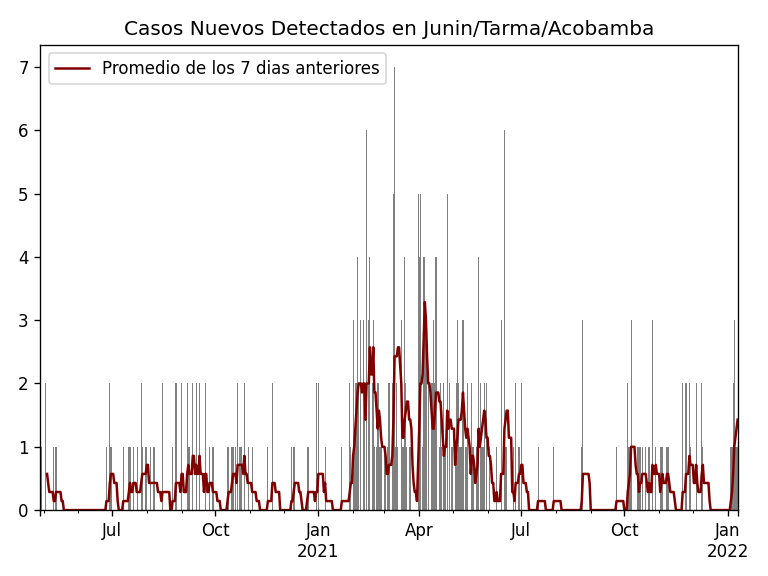 Casos Nuevos Detectados en Junin/Tarma/Acobamba
Promedio de los 7 dias anteriores
7
6
5
4
3
2
1
0
Jul
Oct
Jan
2021
Apr
Jul
Oct
Jan
2022